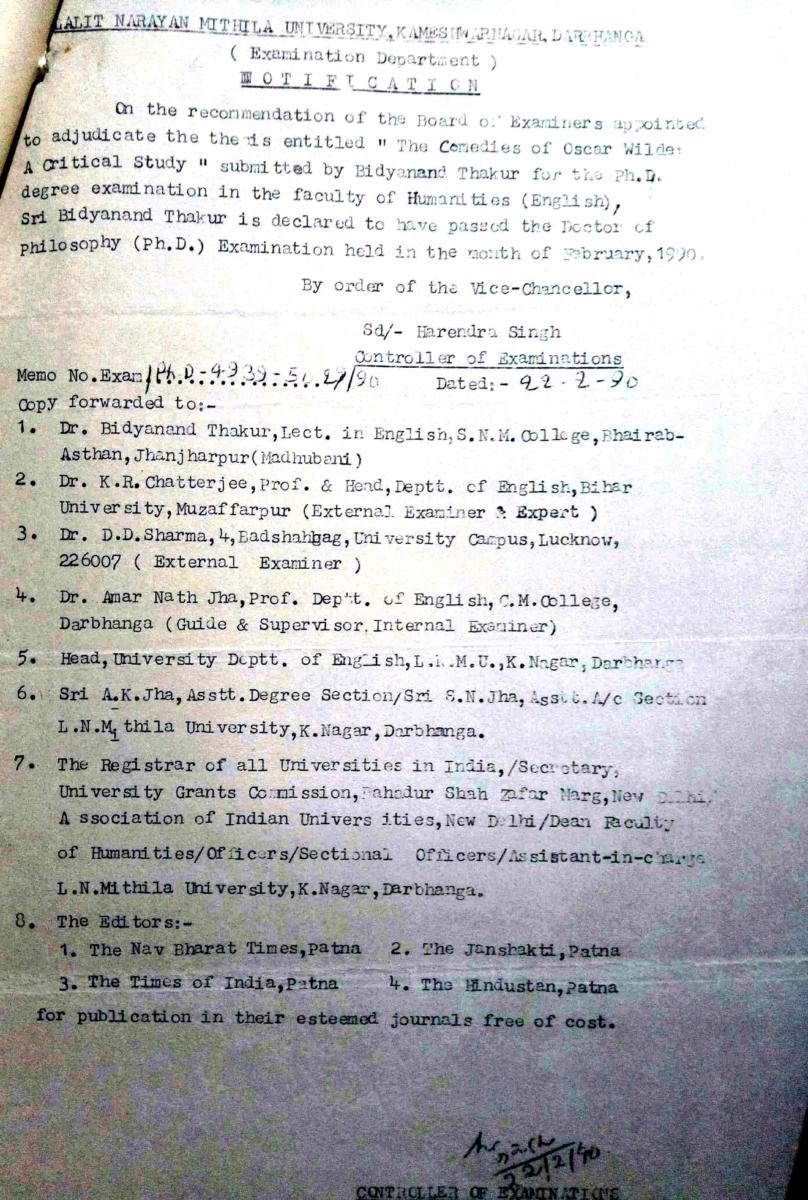 LALIT NARAYAN MITHILA UNIVERSITY, KAMESHWARNAGAR, DARBHANGA
( Examination Department )
N O T I F I C A T I O N
On the recommendation of the Board of Examiners appointed
to adjudicate the thesis entitled " The Comedies of Oscar Wilde:
A Critical Study " submitted by Bidyanand Thakur for the Ph.D.
degree examination in the faculty of Humanities (English),
Sri Bidyanand Thakur is declared to have passed the Doctor of
Philosophy (Ph.D.) Examination held in the month of February,1990.
By order of the Vice-Chancellor,
Sd/- Harendra Singh
Controller of Examinations
Memo No.Exam/Ph.D-4939- /90 Dated:- 22-2-90
Copy forwarded to:-
1. Dr. Bidyanand Thakur,Lect. in English,S.N.M.College,Bhairab-
Asthan,Jhanjharpur(Madhubani)
2. Dr. K.R.Chatterjee,Prof. & Head,Deptt. of English,Bihar
University,Muzaffarpur (External Examiner & Expert )
3. Dr. D.D.Sharma,4,Badshahbag,University Campus,Lucknow,
226007 ( External Examiner )
4. Dr. Amar Nath Jha,Prof. Deptt. of English,C.M.College,
Darbhanga (Guide & Supervisor,Internal Examiner)
5. Head,University Deptt. of English,L.N.M.U.,K.Nagar,Darbhanga
6. Sri A.K.Jha,Asstt.Degree Section/Sri S.N.Jha,Asstt.A/c Section
L.N.Mithila University,K.Nagar,Darbhanga.
7. The Registrar of all Universities in India,/Secretary,
University Grants Commission,Bahadur Shah Zafar Marg,New Delhi/
A ssociation of Indian Univers ities,New Delhi/Dean Faculty
of Humanities/Officers/Sectional Officers/Assistant-in-charge
L.N.Mithila University,K.Nagar,Darbhanga.
8. The Editors:-
1. The Nav Bharat Times,Patna 2. The Janshakti,Patna
3. The Times of India,Patna 4. The Hindustan,Patna
for publication in their esteemed journals free of cost.
22/2/90
CONTROLLER OF EXAMINATIONS